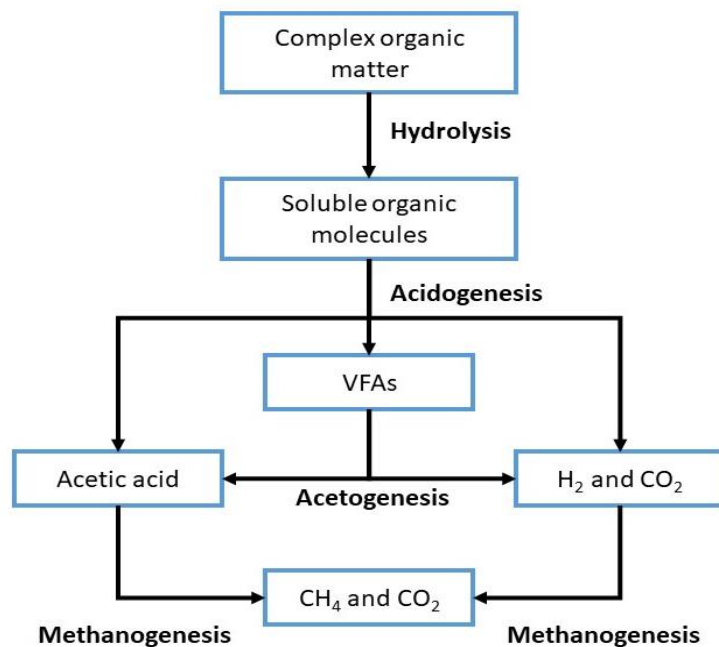 Complex organic
matter
Hydrolysis
Soluble organic
molecules
Acidogenesis
VFAs
Acetic acid
Acetogenesis
H₂ and CO₂
CH₄ and CO₂
Methanogenesis
Methanogenesis